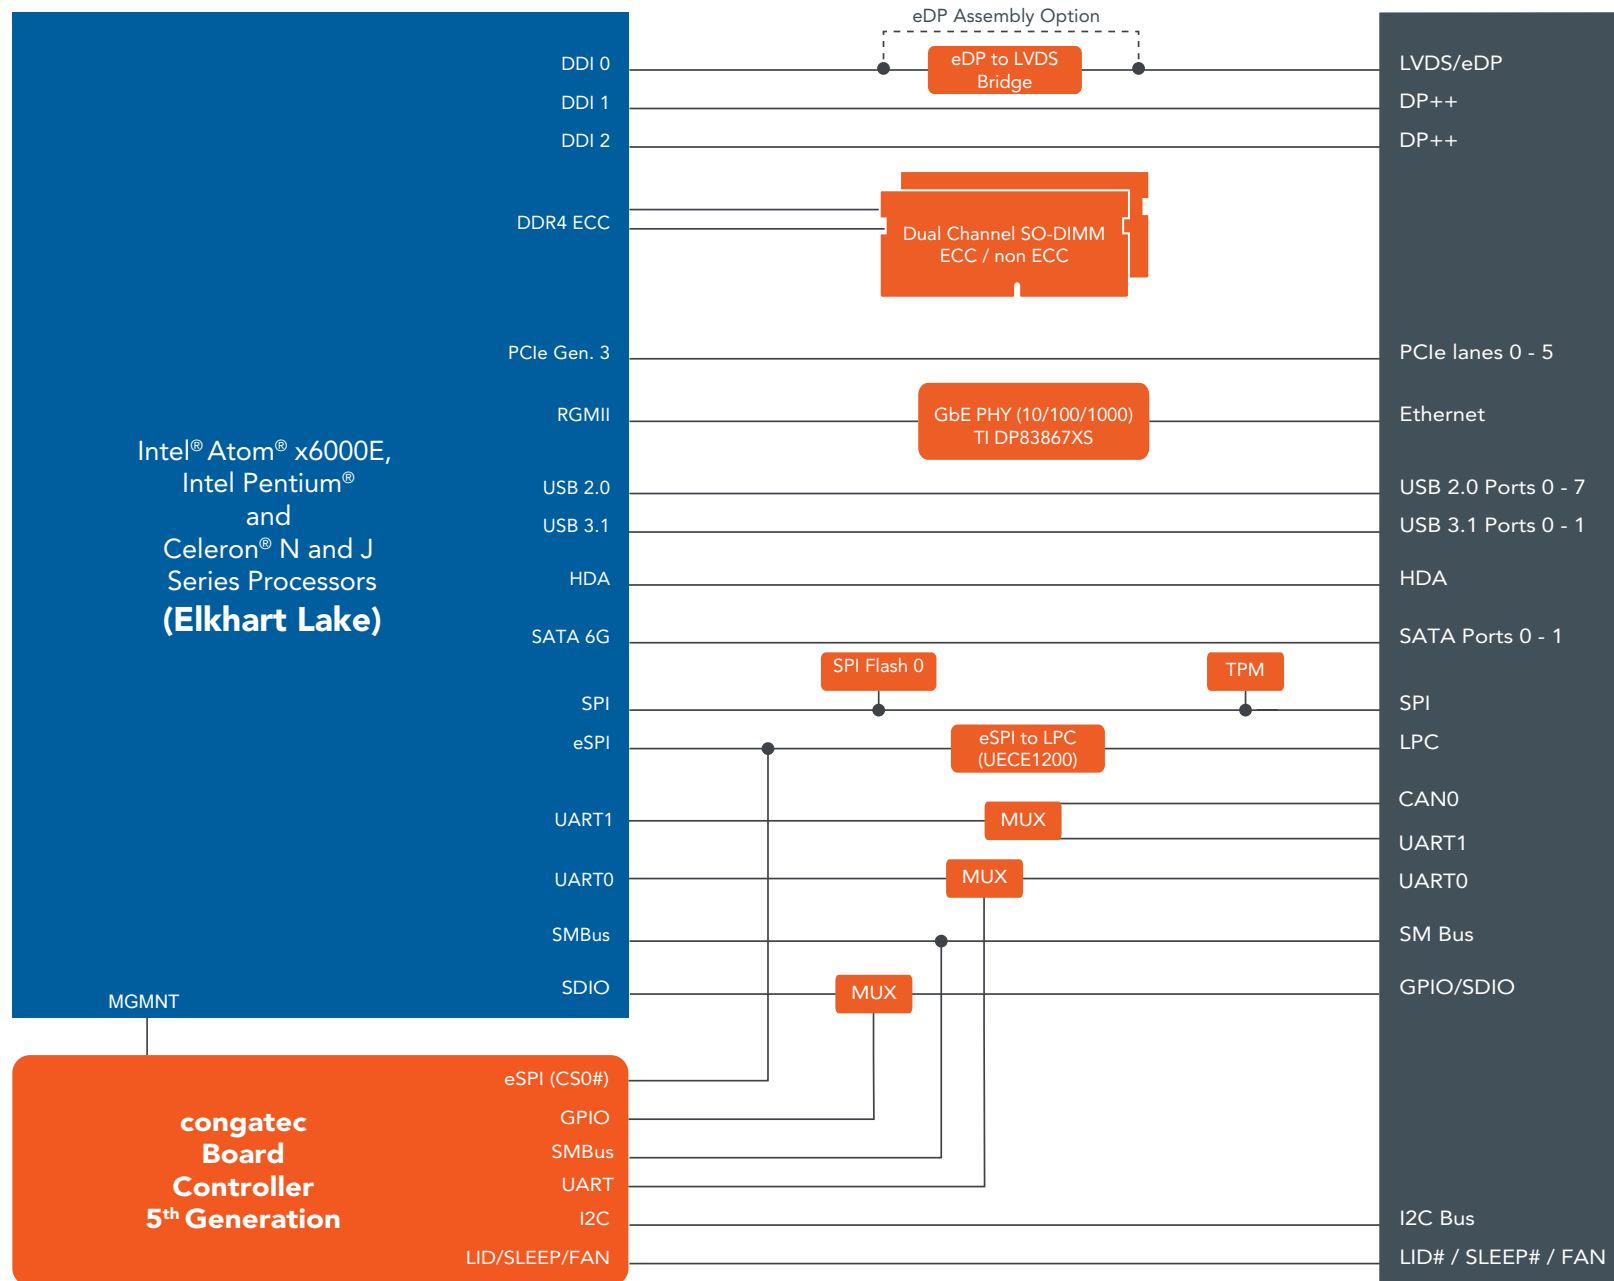 eDP Assembly Option
DDI 0
eDP to LVDS
Bridge
LVDS/eDP
DDI 1
DP++
DDI 2
DP++
DDR4 ECC
Dual Channel SO-DIMM
ECC / non ECC
PCIe Gen. 3
PCIe lanes 0 - 5
RGMII
GbE PHY (10/100/1000)
TI DP83867XS
Ethernet
Intel® Atom® x6000E,
Intel Pentium®
and
Celeron® N and J
Series Processors
(Elkhart Lake)
USB 2.0
USB 2.0 Ports 0 - 7
USB 3.1
USB 3.1 Ports 0 - 1
HDA
HDA
SATA 6G
SATA Ports 0 - 1
SPI Flash 0
TPM
SPI
SPI
eSPI
eSPI to LPC
(UECE1200)
LPC
UART1
MUX
CAN0
UART1
UART0
MUX
UART0
SMBus
SM Bus
SDIO
MUX
GPIO/SDIO
MGMNT
congatec
Board
Controller
5th Generation
eSPI (CS0#)
GPIO
SMBus
UART
I2C
I2C Bus
LID/SLEEP/FAN
LID# / SLEEP# / FAN